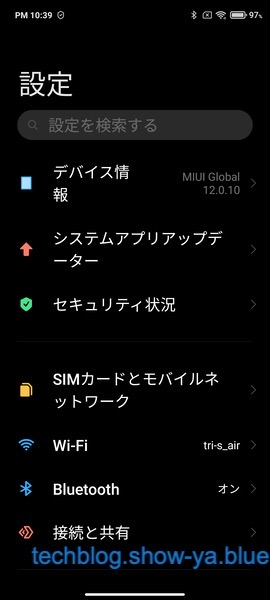 PM 10:39
97%
設定
設定を検索する
デバイス情
報
MIUI Global
12.0.10
システムアプリアップデ
ーター
セキュリティ状況
SIMカードとモバイルネ
ットワーク
Wi-Fi
tri-s_air
Bluetooth
オン
接続と共有
techblog.show-ya.blue